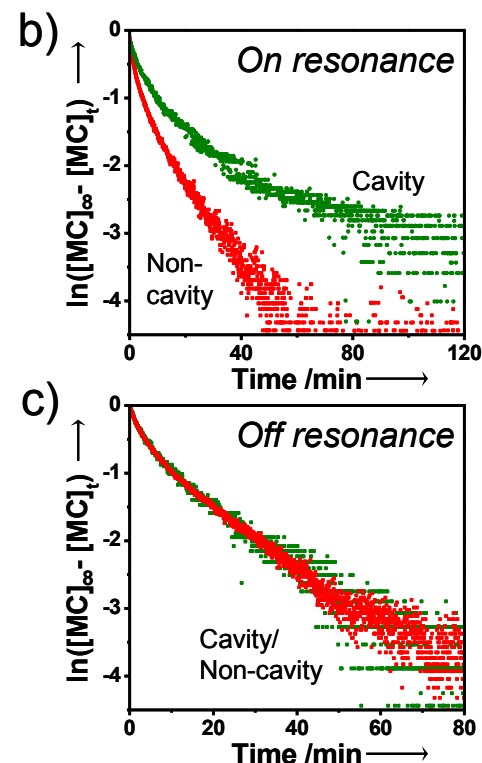 b)
On resonance
ln([MC]∞- [MC]t)
0
-1
-2
-3
-4
Cavity
Non-
cavity
0 40 80 120
Time /min
c)
Off resonance
ln([MC]∞- [MC]t)
0
-1
-2
-3
-4
Cavity/
Non-cavity
0 20 40 60 80
Time /min